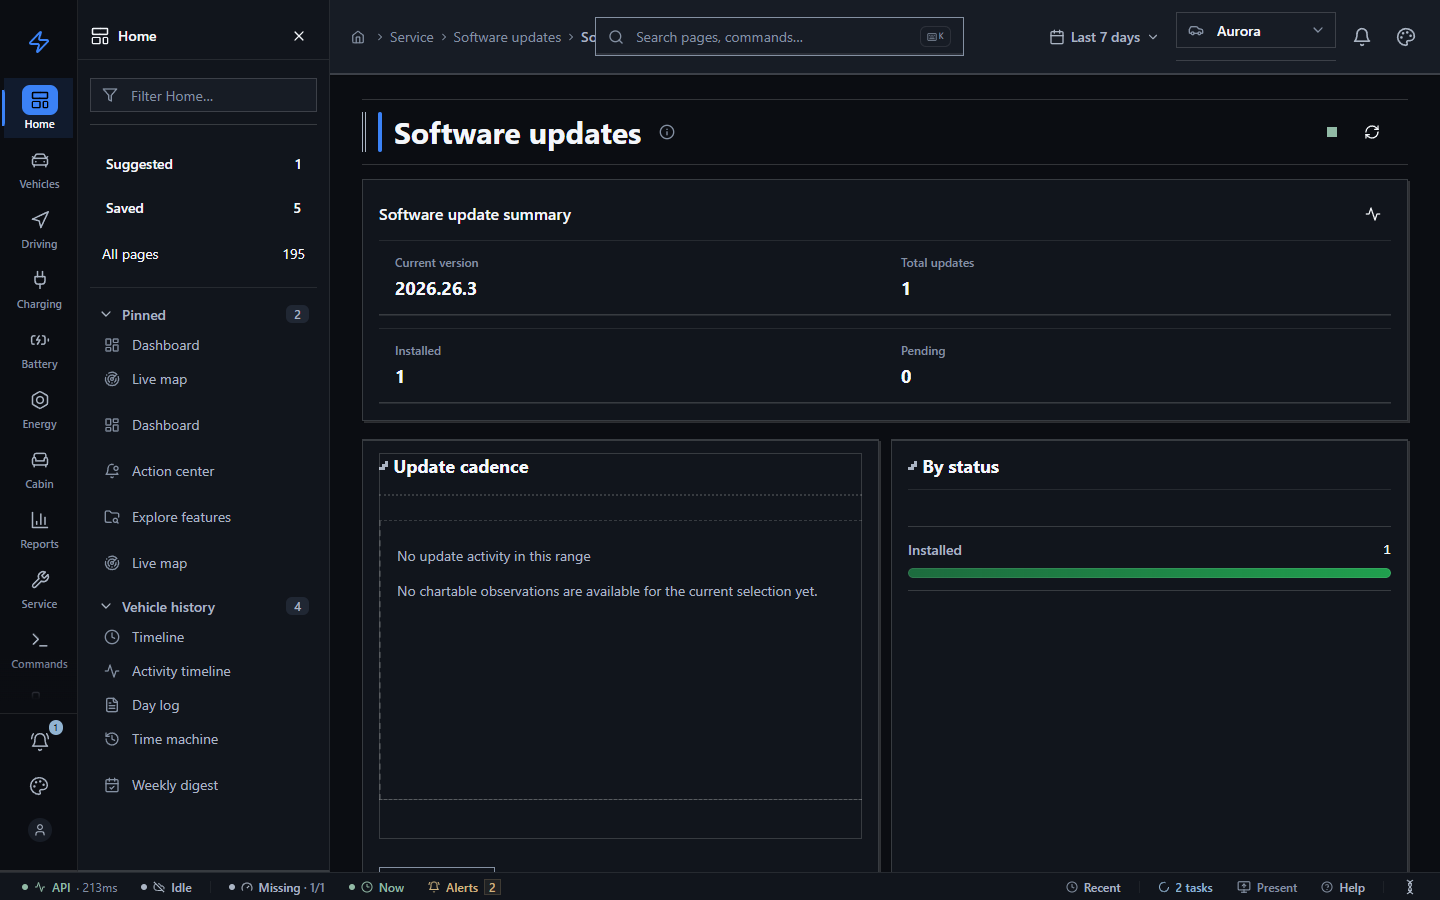 Home
Vehicles
Driving
Charging
Battery
Energy
Cabin
Reports
Service
Commands
1
Home
Filter Home...
Suggested 1
Saved 5
All pages 195
Pinned 2
Dashboard
Live map
Dashboard
Action center
Explore features
Live map
Vehicle history 4
Timeline
Activity timeline
Day log
Time machine
Weekly digest
Service Software updates So
Search pages, commands... K
Last 7 days
Aurora
Software updates
Software update summary
Current version
2026.26.3
Total updates
1
Installed
1
Pending
0
Update cadence
No update activity in this range
No chartable observations are available for the current selection yet.
By status
Installed 1
API · 213ms Idle Missing · 1/1 Now Alerts 2 Recent 2 tasks Present Help